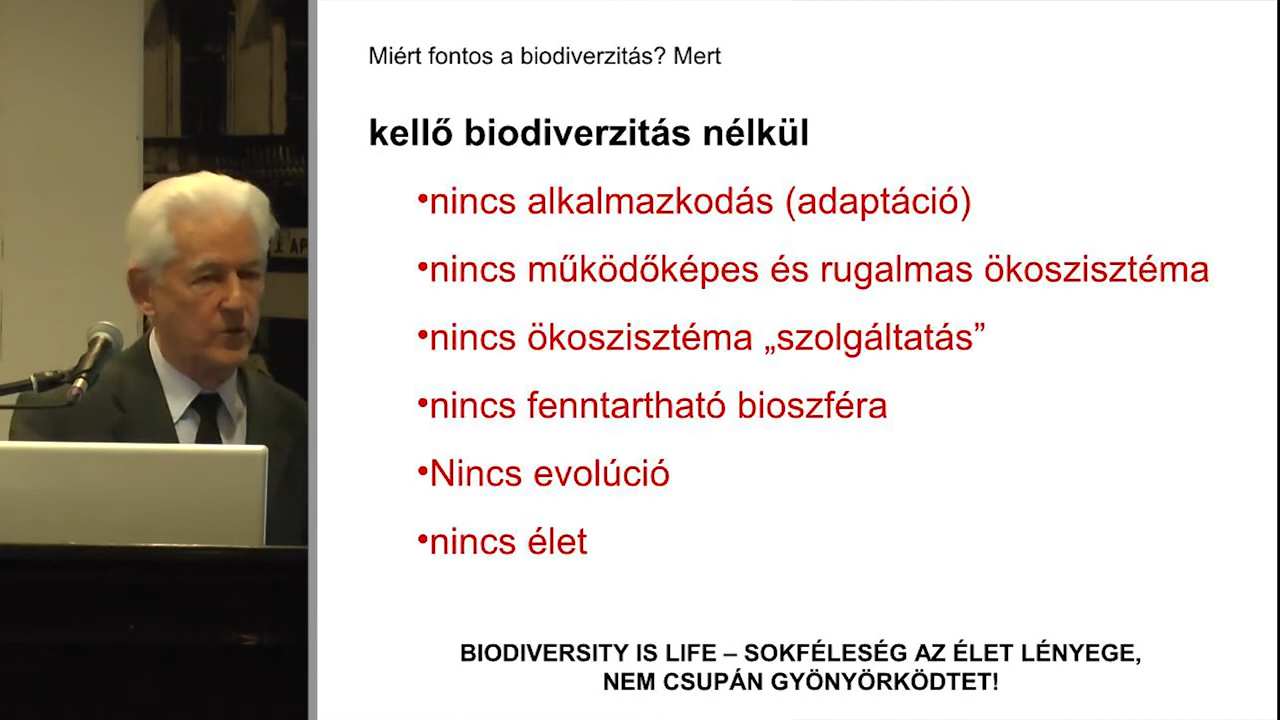 Miért fontos a biodiverzitás? Mert
kellő biodiverzitás nélkül
•nincs alkalmazkodás (adaptáció)
•nincs működőképes és rugalmas ökoszisztéma
•nincs ökoszisztéma „szolgáltatás”
•nincs fenntartható bioszféra
•Nincs evolúció
•nincs élet
BIODIVERSITY IS LIFE – SOKFÉLESÉG AZ ÉLET LÉNYEGE,
NEM CSUPÁN GYÖNYÖRKÖDTET!